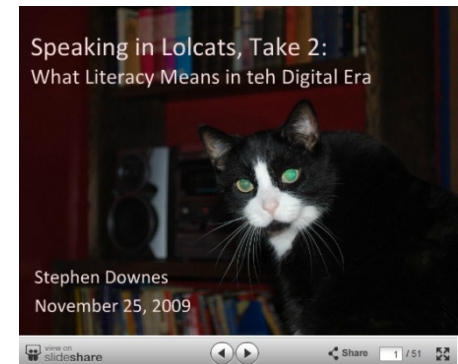 Speaking in Lolcats, Take 2:
What Literacy Means in teh Digital Era
Stephen Downes
November 25, 2009
view on
slideshare
Share
1 / 51